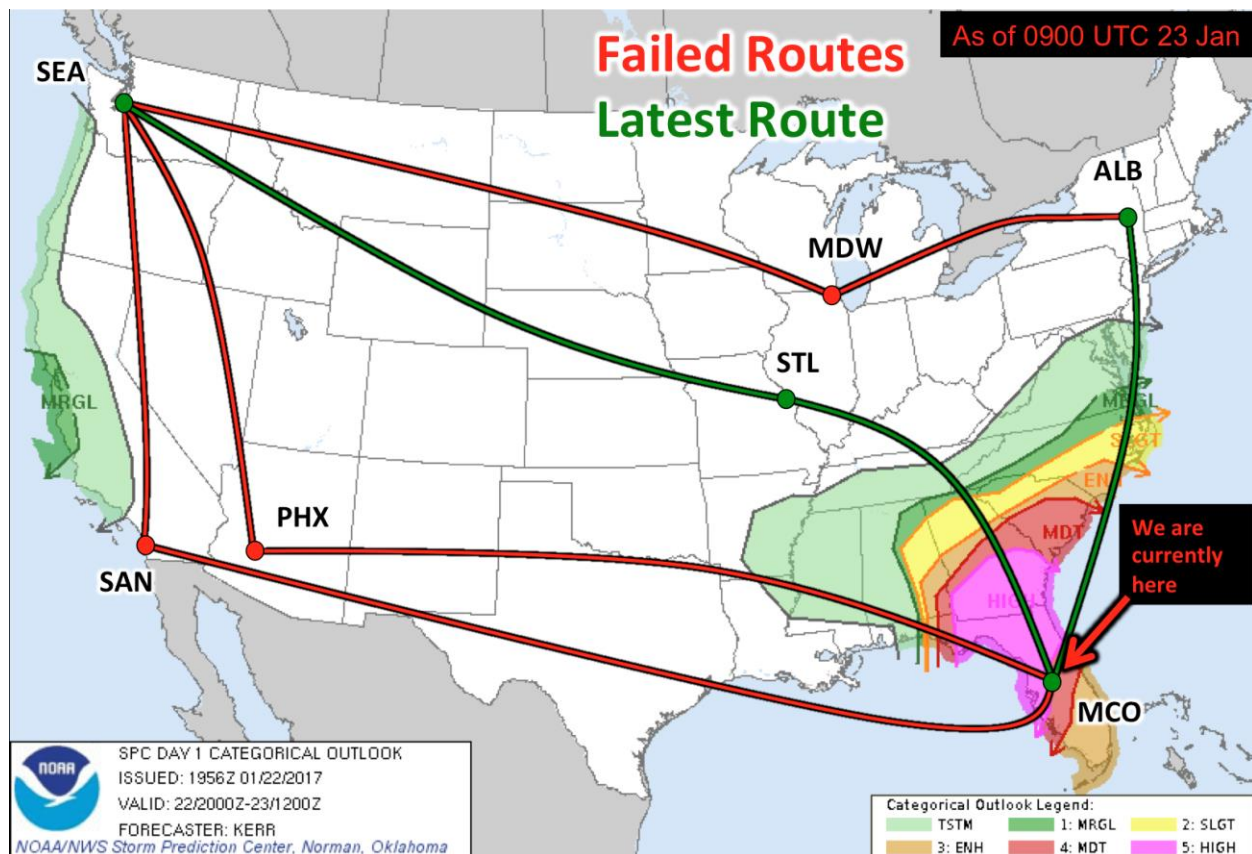 Failed Routes
Latest Route
As of 0900 UTC 23 Jan
SEA
ALB
MDW
STL
MRGL
MRGL
SLGT
ENH
PHX
MDT
We are
currently
here
SAN
HIGH
MCO
NOAA
SPC DAY 1 CATEGORICAL OUTLOOK
ISSUED: 1956Z 01/22/2017
VALID: 22/2000Z-23/1200Z
FORECASTER: KERR
NOAA/NWS Storm Prediction Center, Norman, Oklahoma
Categorical Outlook Legend:
TSTM 1: MRGL 2: SLGT
3: ENH 4: MDT 5: HIGH